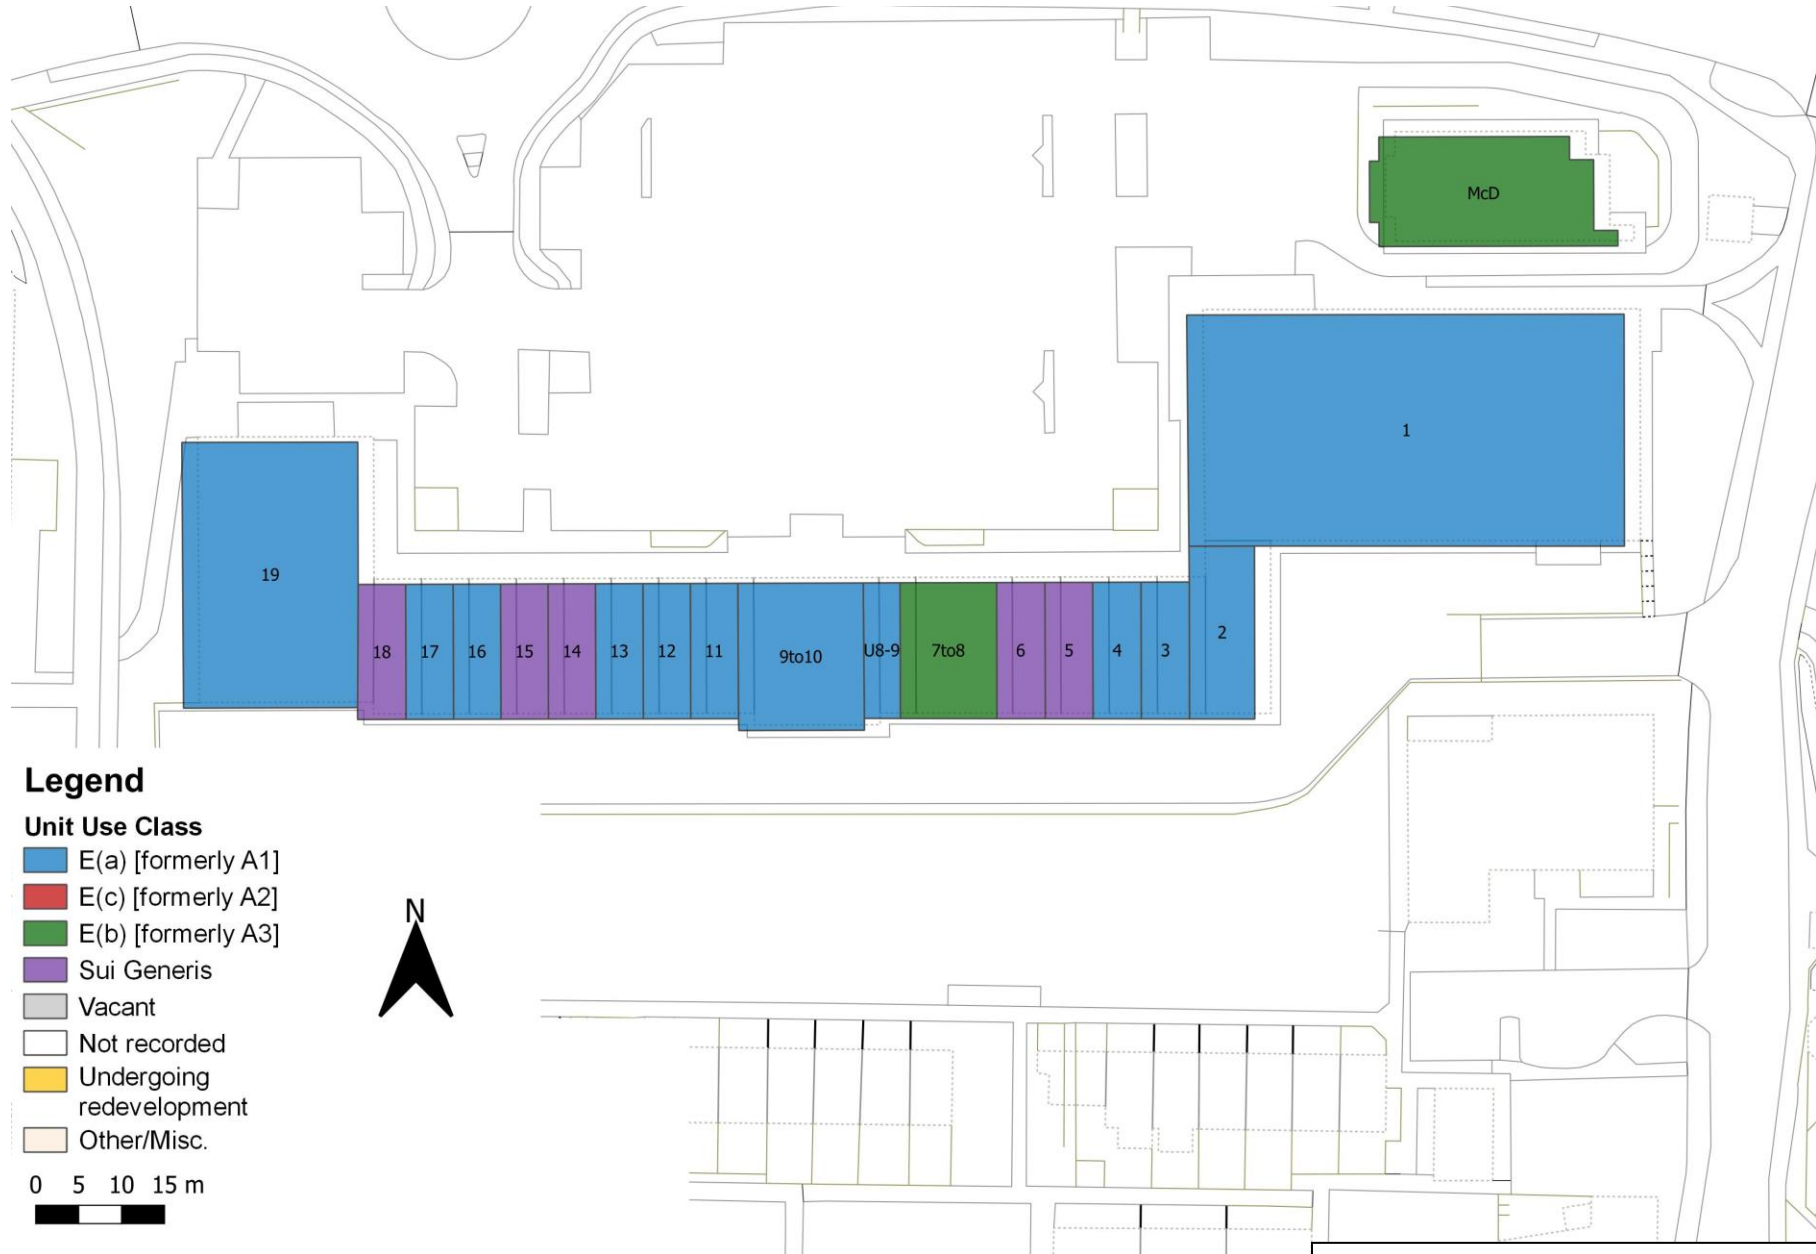 McD
1
19
2
18
17
16
15
14
13
12
11
9to10
U8-9
7to8
6
5
4
3
Legend
Unit Use Class
E(a) [formerly A1]
E(c) [formerly A2]
E(b) [formerly A3]
Sui Generis
Vacant
Not recorded
Undergoing
redevelopment
Other/Misc.
0 5 10 15 m
N